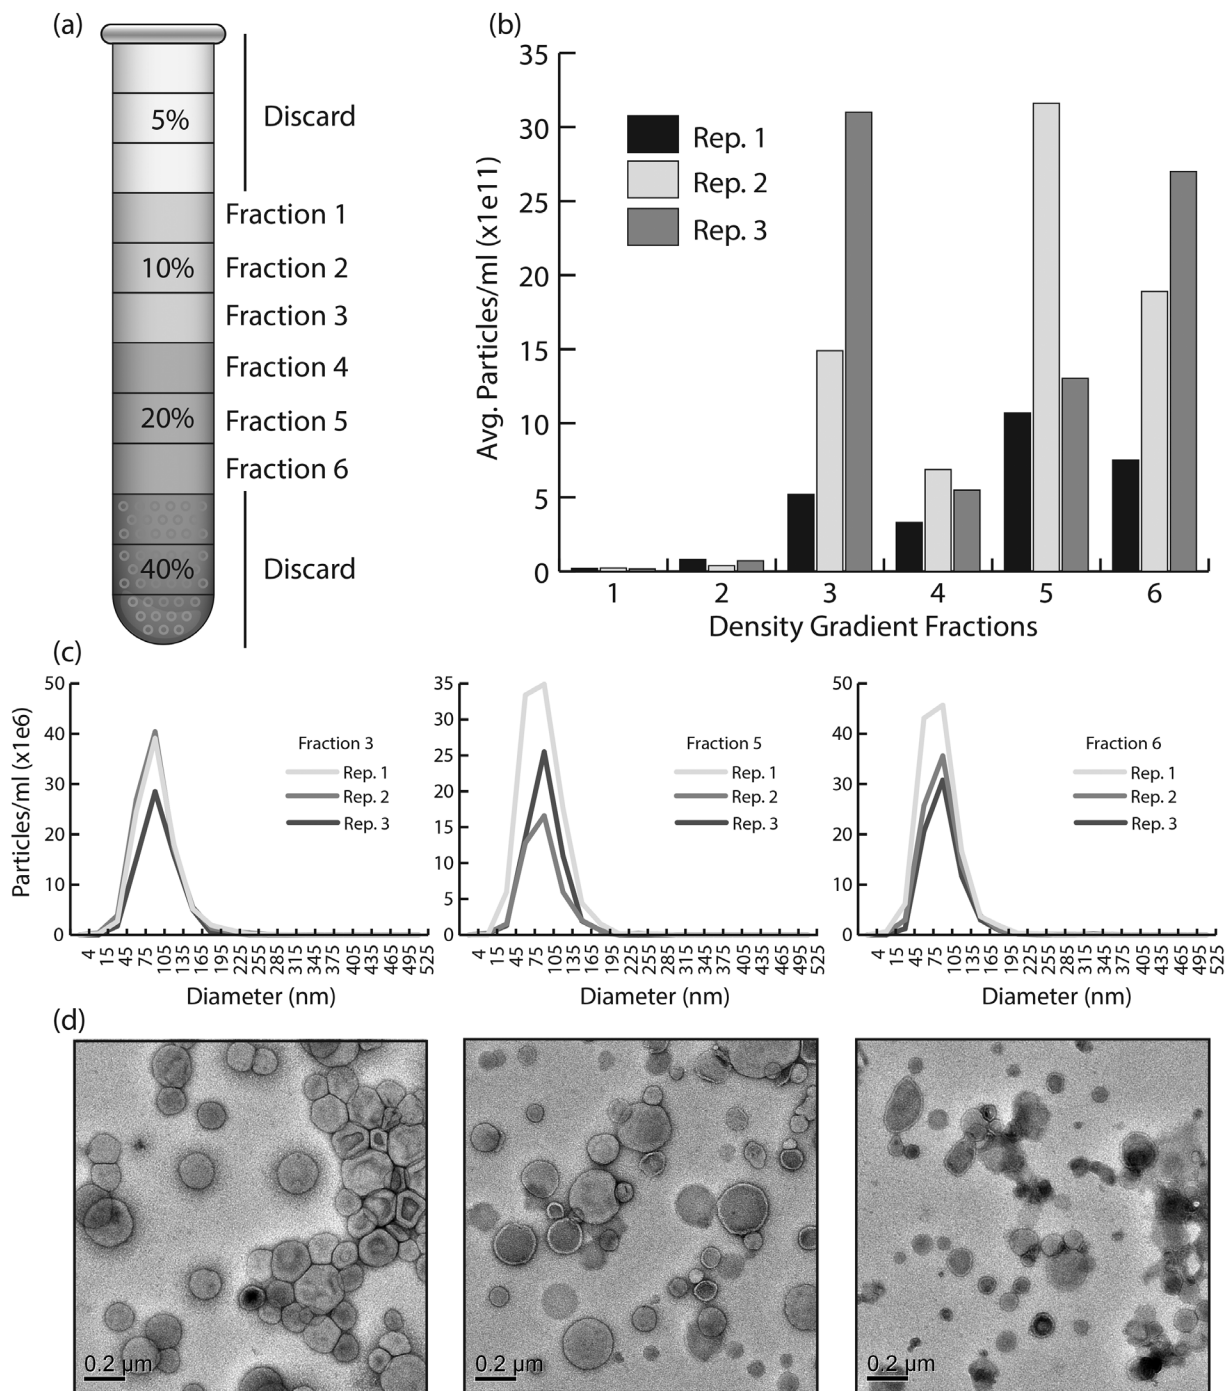 (a)
5%
Discard
Fraction 1
10%
Fraction 2
Fraction 3
Fraction 4
20%
Fraction 5
Fraction 6
40%
Discard
(b)
35
30
25
20
15
10
5
0
Avg. Particles/ml (x1e11)
Rep. 1
Rep. 2
Rep. 3
1 2 3 4 5 6
Density Gradient Fractions
(c)
50
40
30
20
10
0
Particles/ml (x1e6)
Fraction 3
Rep. 1
Rep. 2
Rep. 3
4 15 45 75 105 135 165 195 225 255 285 315 375 405 435 465 495 525
Diameter (nm)
35
30
25
20
15
10
5
0
Fraction 5
Rep. 1
Rep. 2
Rep. 3
4 15 45 75 105 135 165 195 225 255 285 315 375 405 435 465 495 525
Diameter (nm)
50
40
30
20
10
0
Fraction 6
Rep. 1
Rep. 2
Rep. 3
4 15 45 75 105 135 165 195 225 255 285 315 375 405 435 465 495 525
Diameter (nm)
(d)
0.2 µm
0.2 µm
0.2 µm